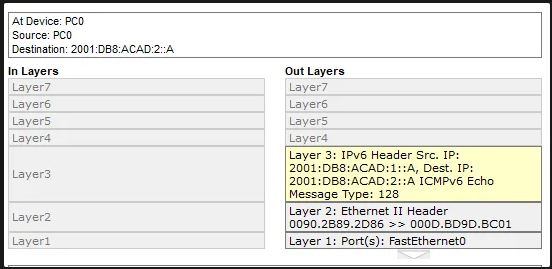 At Device: PC0
Source: PC0
Destination: 2001:DB8:ACAD:2::A
In Layers
Layer7
Layer6
Layer5
Layer4
Layer3
Layer2
Layer1
Out Layers
Layer7
Layer6
Layer5
Layer4
Layer 3: IPv6 Header Src. IP:
2001:DB8:ACAD:1::A, Dest. IP:
2001:DB8:ACAD:2::A ICMPv6 Echo
Message Type: 128
Layer 2: Ethernet II Header
0090.2B89.2D86 >> 000D.BD9D.BC01
Layer 1: Port(s): FastEthernet0